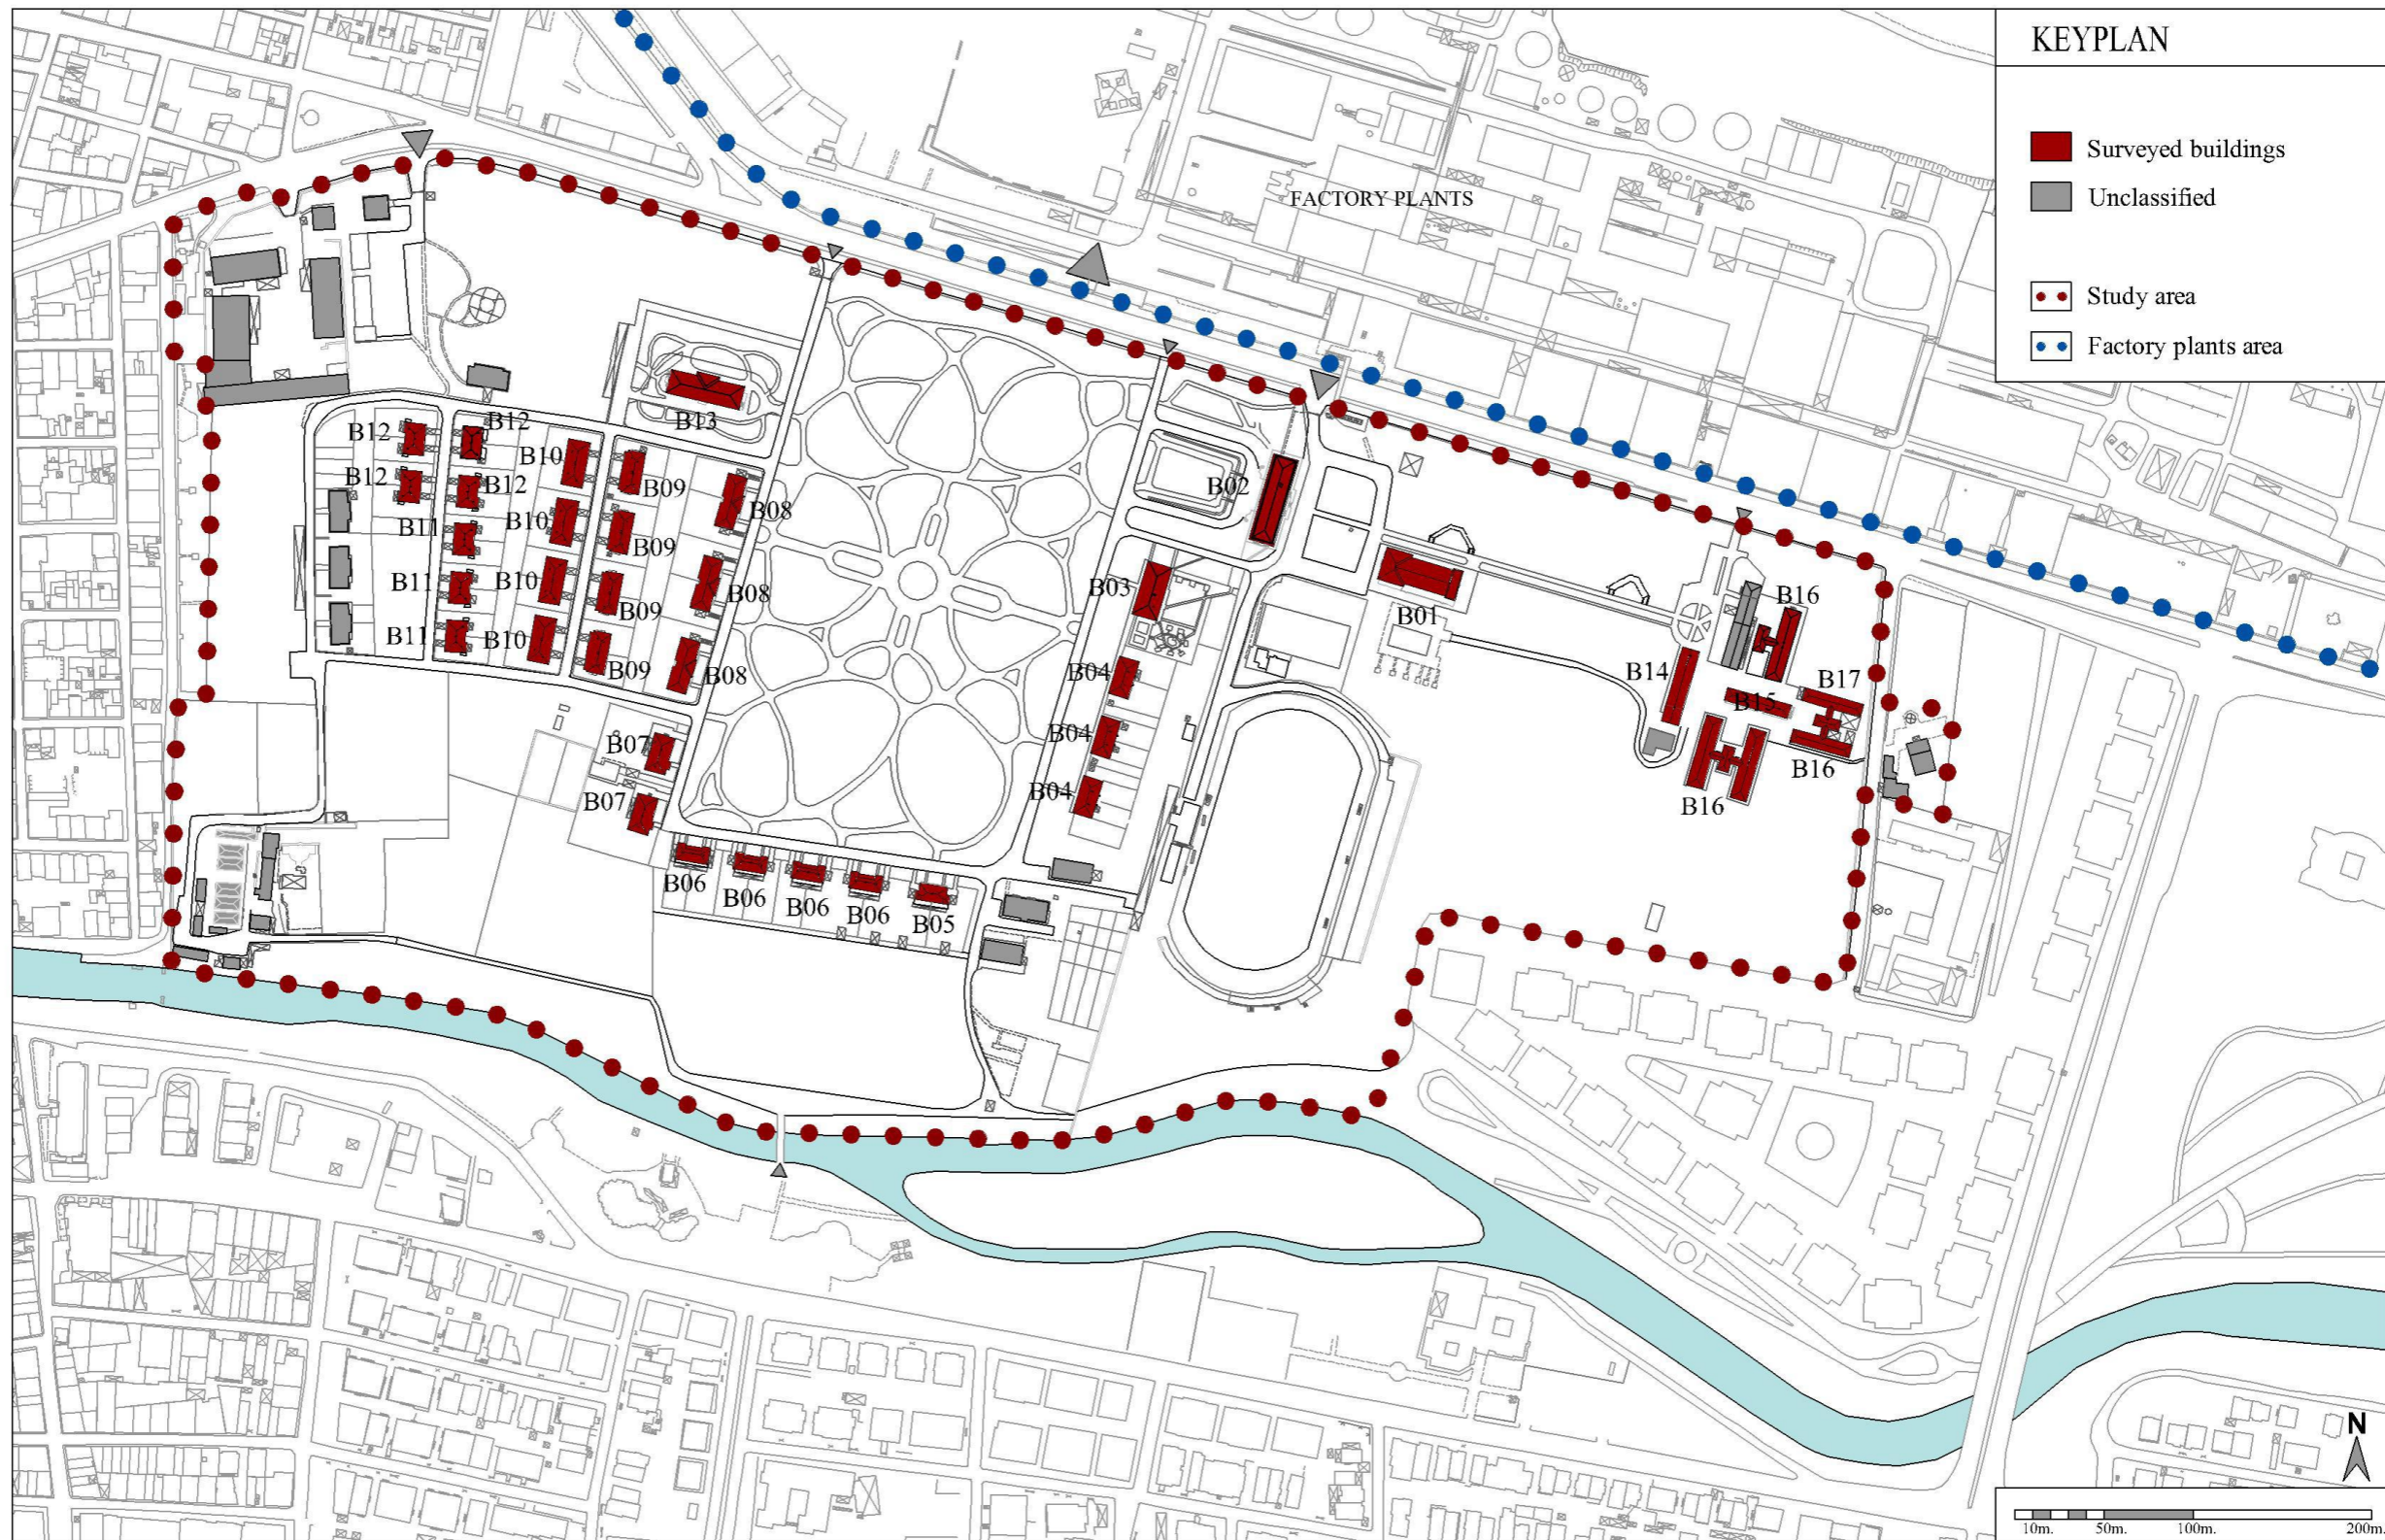 KEYPLAN
Surveyed buildings
Unclassified
Study area
Factory plants area
FACTORY PLANTS
B13
B12
B12
B12
B12
B10
B09
B08
B02
B11
B10
B09
B11
B10
B09
B08
B03
B01
B16
B11
B10
B09
B08
B04
B14
B17
B15
B07
B04
B16
B07
B04
B16
B06
B06
B06
B06
B05
N
10m.
50m.
100m.
200m.